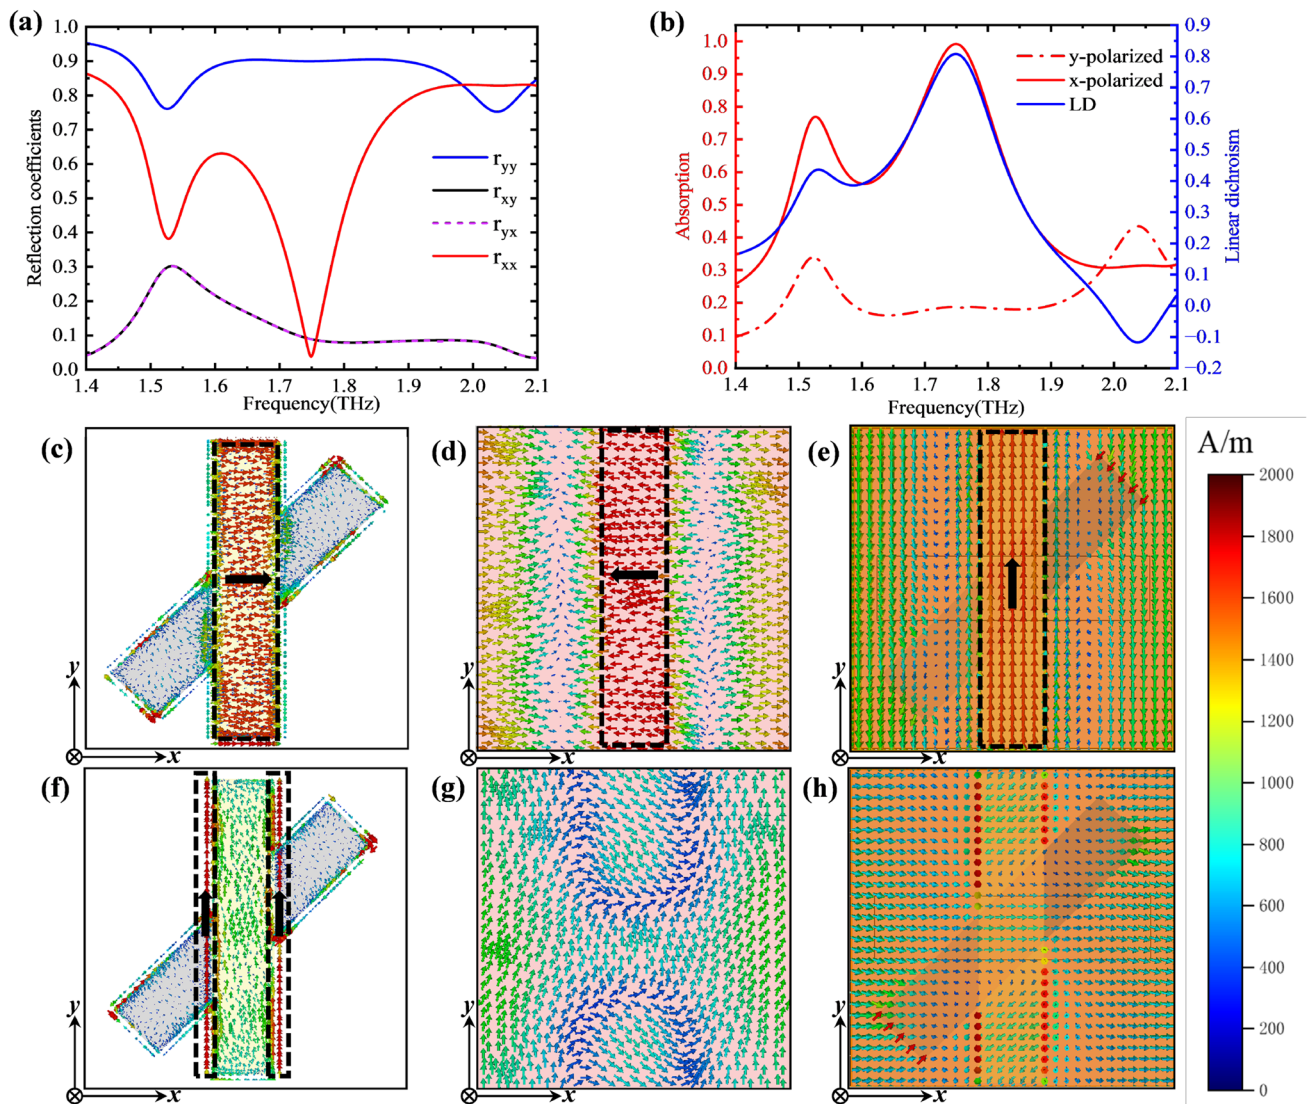 (a)
1.0
0.9
0.8
0.7
0.6
0.5
0.4
0.3
0.2
0.1
0.0
Reflection coefficients
r_yy
r_xy
r_yx
r_xx
1.4 1.5 1.6 1.7 1.8 1.9 2.0 2.1
Frequency(THz)
(b)
1.0
0.9
0.8
0.7
0.6
0.5
0.4
0.3
0.2
0.1
0.0
Absorption
y-polarized
x-polarized
LD
0.9
0.8
0.7
0.6
0.5
0.4
0.3
0.2
0.1
0.0
−0.1
−0.2
Linear dichroism
1.4 1.5 1.6 1.7 1.8 1.9 2.0 2.1
Frequency(THz)
(c)
y
x
(d)
y
x
(e)
y
x
A/m
2000
1800
1600
1400
1200
1000
800
600
400
200
0
(f)
y
x
(g)
y
x
(h)
y
x